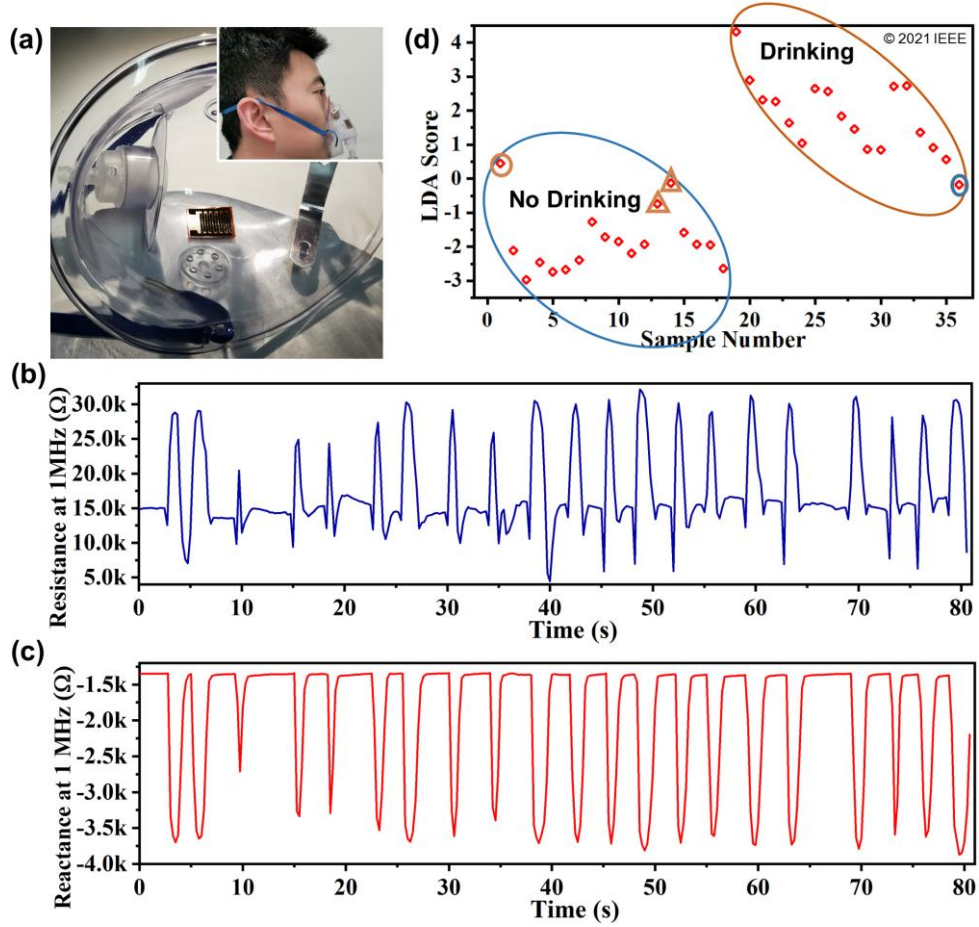 (a)
(d)
© 2021 IEEE
Drinking
No Drinking
LDA Score
4
3
2
1
0
-1
-2
-3
0 5 10 15 20 25 30 35
Sample Number
(b)
Resistance at 1MHz (Ω)
30.0k
25.0k
20.0k
15.0k
10.0k
5.0k
0 10 20 30 40 50 60 70 80
Time (s)
(c)
Reactance at 1 MHz (Ω)
-1.5k
-2.0k
-2.5k
-3.0k
-3.5k
-4.0k
0 10 20 30 40 50 60 70 80
Time (s)